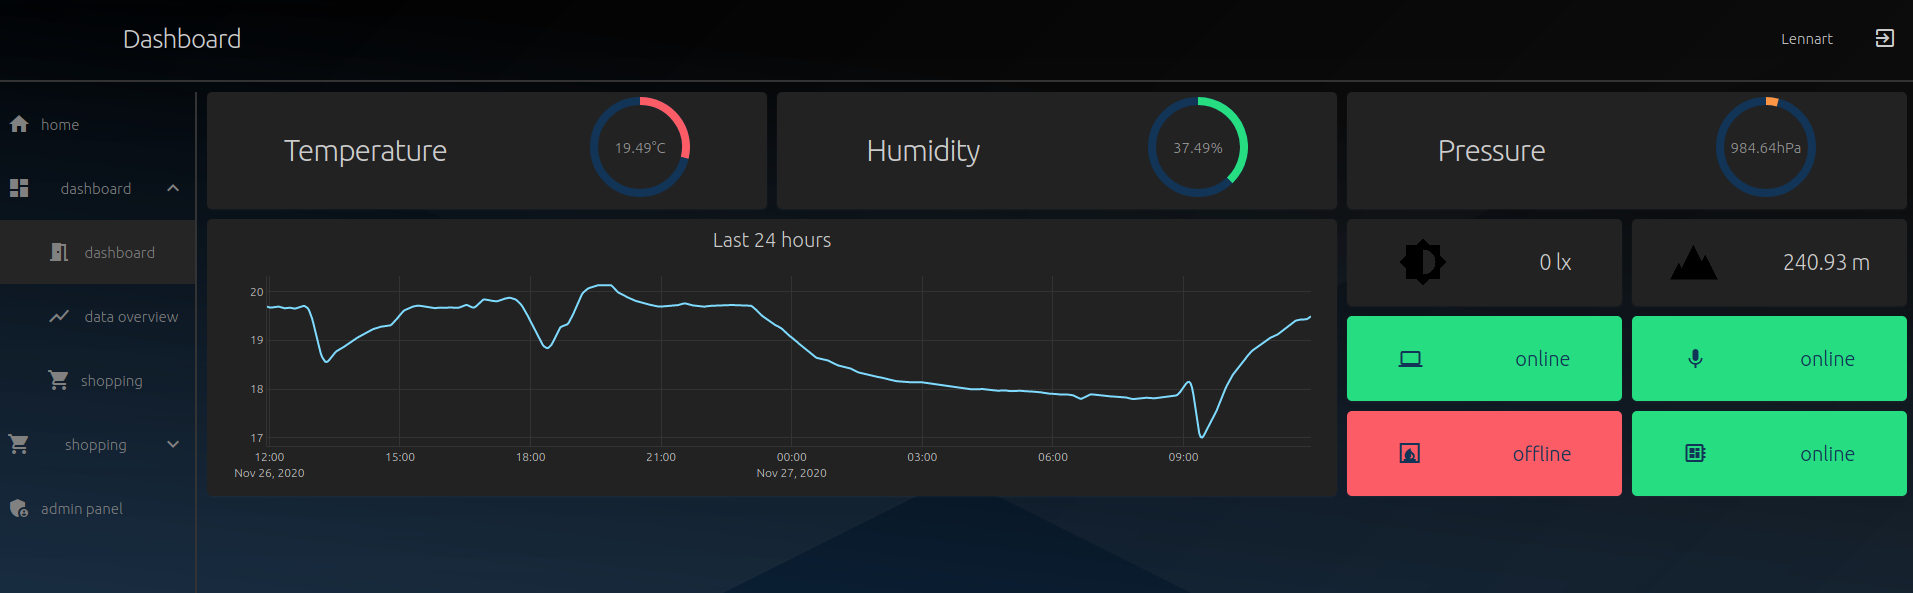 Dashboard
Lennart
home
dashboard
dashboard
data overview
shopping
shopping
admin panel
Temperature
19.49°C
Humidity
37.49%
Pressure
984.64hPa
Last 24 hours
20
19
18
17
12:00
15:00
18:00
21:00
00:00
03:00
06:00
09:00
Nov 26, 2020
Nov 27, 2020
0 lx
240.93 m
online
online
offline
online